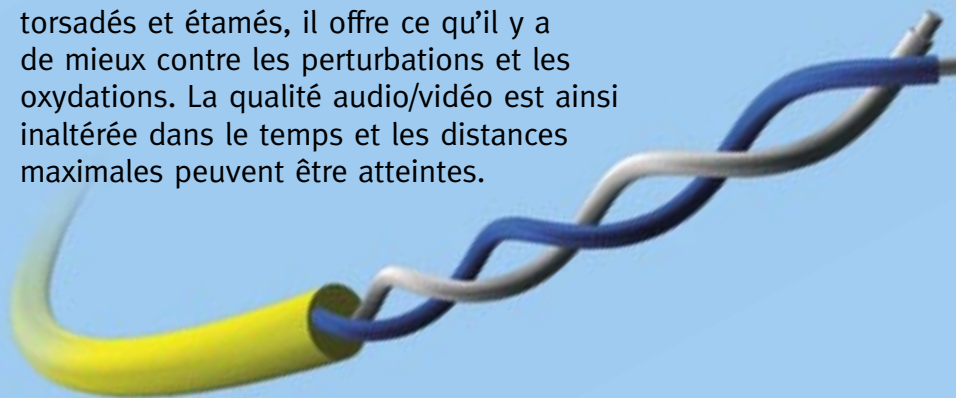 torsadés et étamés, il offre ce qu'il y a
de mieux contre les perturbations et les
oxydations. La qualité audio/vidéo est ainsi
inaltérée dans le temps et les distances
maximales peuvent être atteintes.